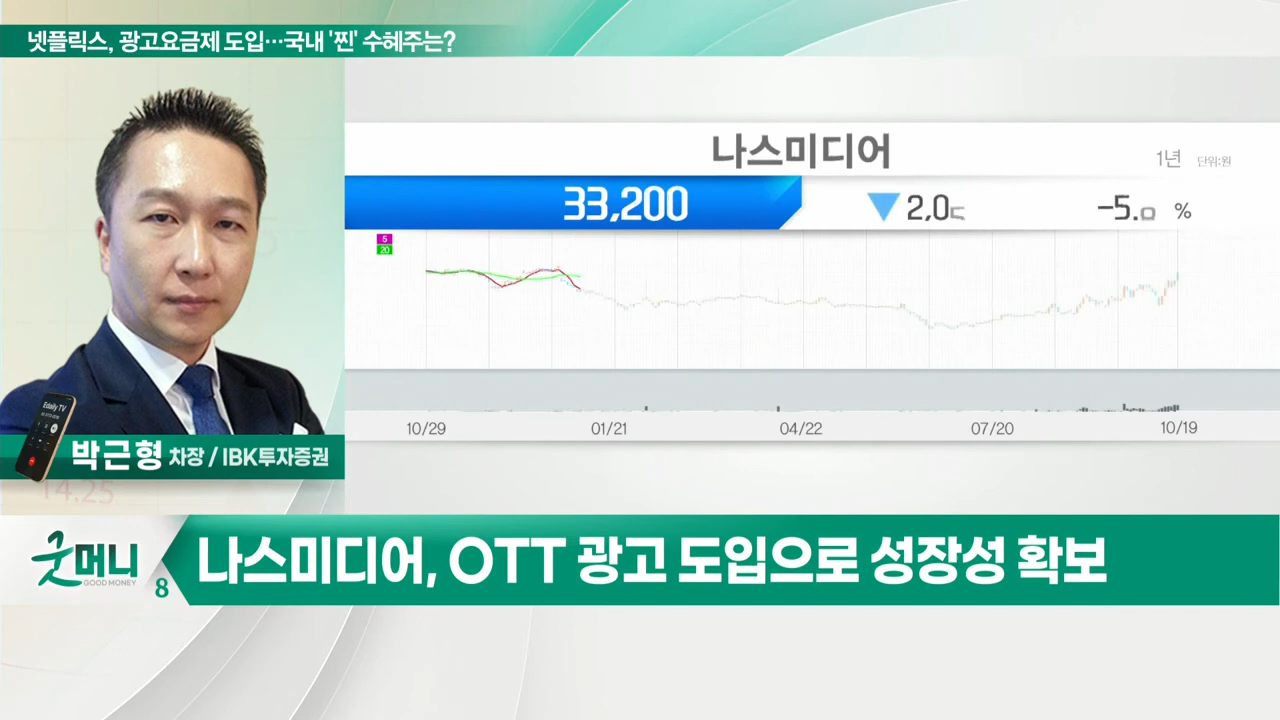 넷플릭스, 광고요금제 도입…국내 '찐' 수혜주는?
나스미디어
1년 단위:원
33,200
▼ %
5
20
10/29 01/21 04/22 07/20 10/19
Edaily TV
박근형 차장 / IBK투자증권
14.25
굿머니
GOOD MONEY
8
나스미디어, OTT 광고 도입으로 성장성 확보